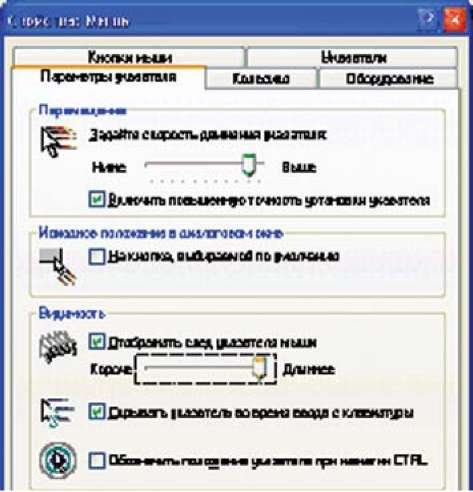 Свойства: Мышь
Кнопки мыши
Указатели
Параметры указателя
Колесико
Оборудование
Перемещение
Задайте скорость движения указателя:
Ниже
Выше
Включить повышенную точность установки указателя
Исходное положение в диалоговом окне
На кнопке, выбираемой по умолчанию
Видимость
Отображать след указателя мыши
Короче
Длиннее
Скрывать указатель во время ввода с клавиатуры
Обозначить положение указателя при нажатии CTRL